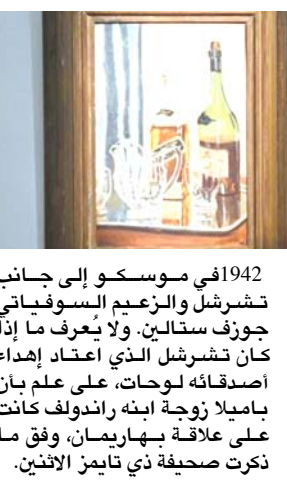 1942في موسكو إلى جانب
تشرشل والزعيم السوفياتي
جوزف ستالين. ولا يُعرف ما إذا
كان تشرشل الذي اعتاد إهداء
أصدقائه لوحات، على علم بأن
باميلا زوجة ابنه راندولف كانت
على علاقة بهاريمان، وفق ما
ذكرت صحيفة ذي تايمز الاثنين.